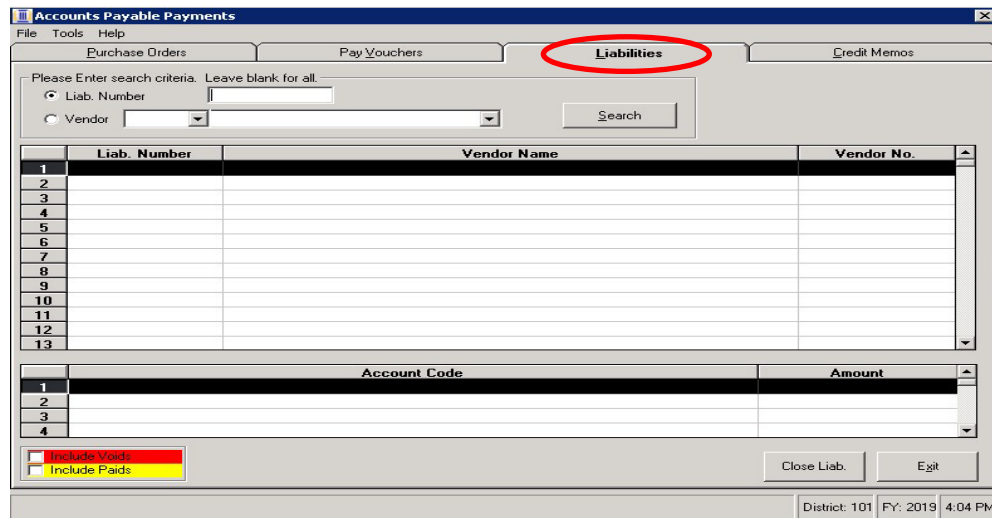 Accounts Payable Payments
File Tools Help
Purchase Orders Pay Vouchers Liabilities Credit Memos
Please Enter search criteria. Leave blank for all.
Liab. Number
Vendor
Search
Liab. Number Vendor Name Vendor No.
1
2
3
4
5
6
7
8
9
10
11
12
13
Account Code Amount
1
2
3
4
Include Voids
Include Paids
Close Liab. Exit
District: 101 FY: 2019 4:04 PM